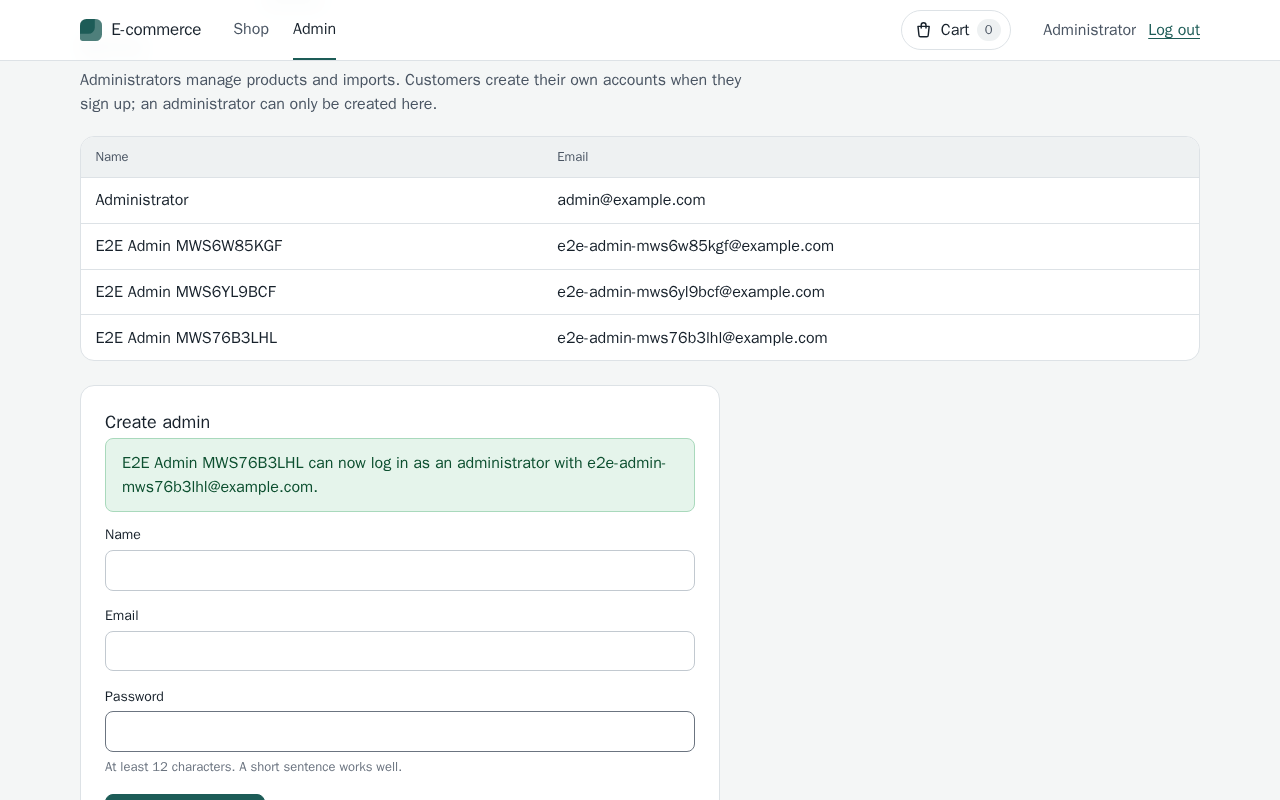 E-commerce Shop Admin Cart 0 Administrator Log out
Administrators manage products and imports. Customers create their own accounts when they
sign up; an administrator can only be created here.
Name Email
Administrator admin@example.com
E2E Admin MWS6W85KGF e2e-admin-mws6w85kgf@example.com
E2E Admin MWS6YL9BCF e2e-admin-mws6yl9bcf@example.com
E2E Admin MWS76B3LHL e2e-admin-mws76b3lhl@example.com
Create admin
E2E Admin MWS76B3LHL can now log in as an administrator with e2e-admin-
mws76b3lhl@example.com.
Name
Email
Password
At least 12 characters. A short sentence works well.